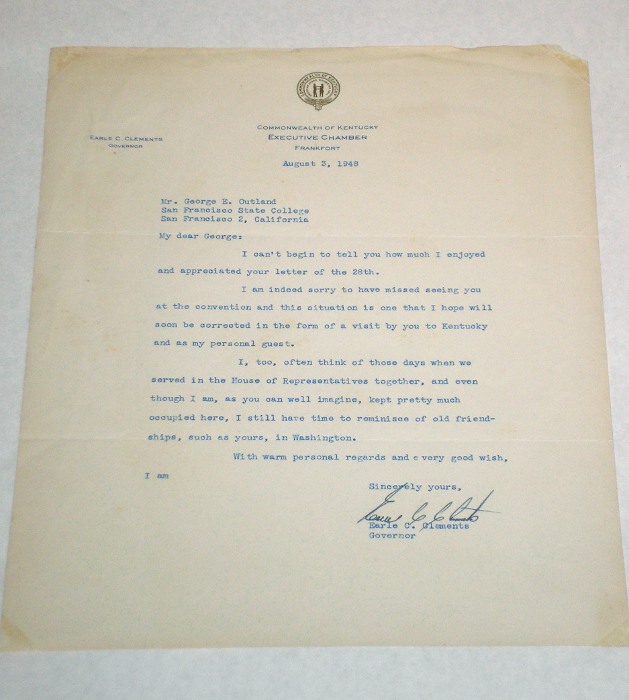 COMMONWEALTH OF KENTUCKY
EARLE C. CLEMENTS
GOVERNOR
COMMONWEALTH OF KENTUCKY
EXECUTIVE CHAMBER
FRANKFORT
August 3, 1948
Mr. George E. Outland
San Francisco State College
San Francisco 2, California
My dear George:
I can't begin to tell you how much I enjoyed
and appreciated your letter of the 28th.
I am indeed sorry to have missed seeing you
at the convention and this situation is one that I hope will
soon be corrected in the form of a visit by you to Kentucky
and as my personal guest.
I, too, often think of those days when we
served in the House of Representatives together, and even
though I am, as you can well imagine, kept pretty much
occupied here, I still have time to reminisce of old friend-
ships, such as yours, in Washington.
With warm personal regards and every good wish,
I am
Sincerely yours,
Earle C Clements
Earle C. Clements
Governor